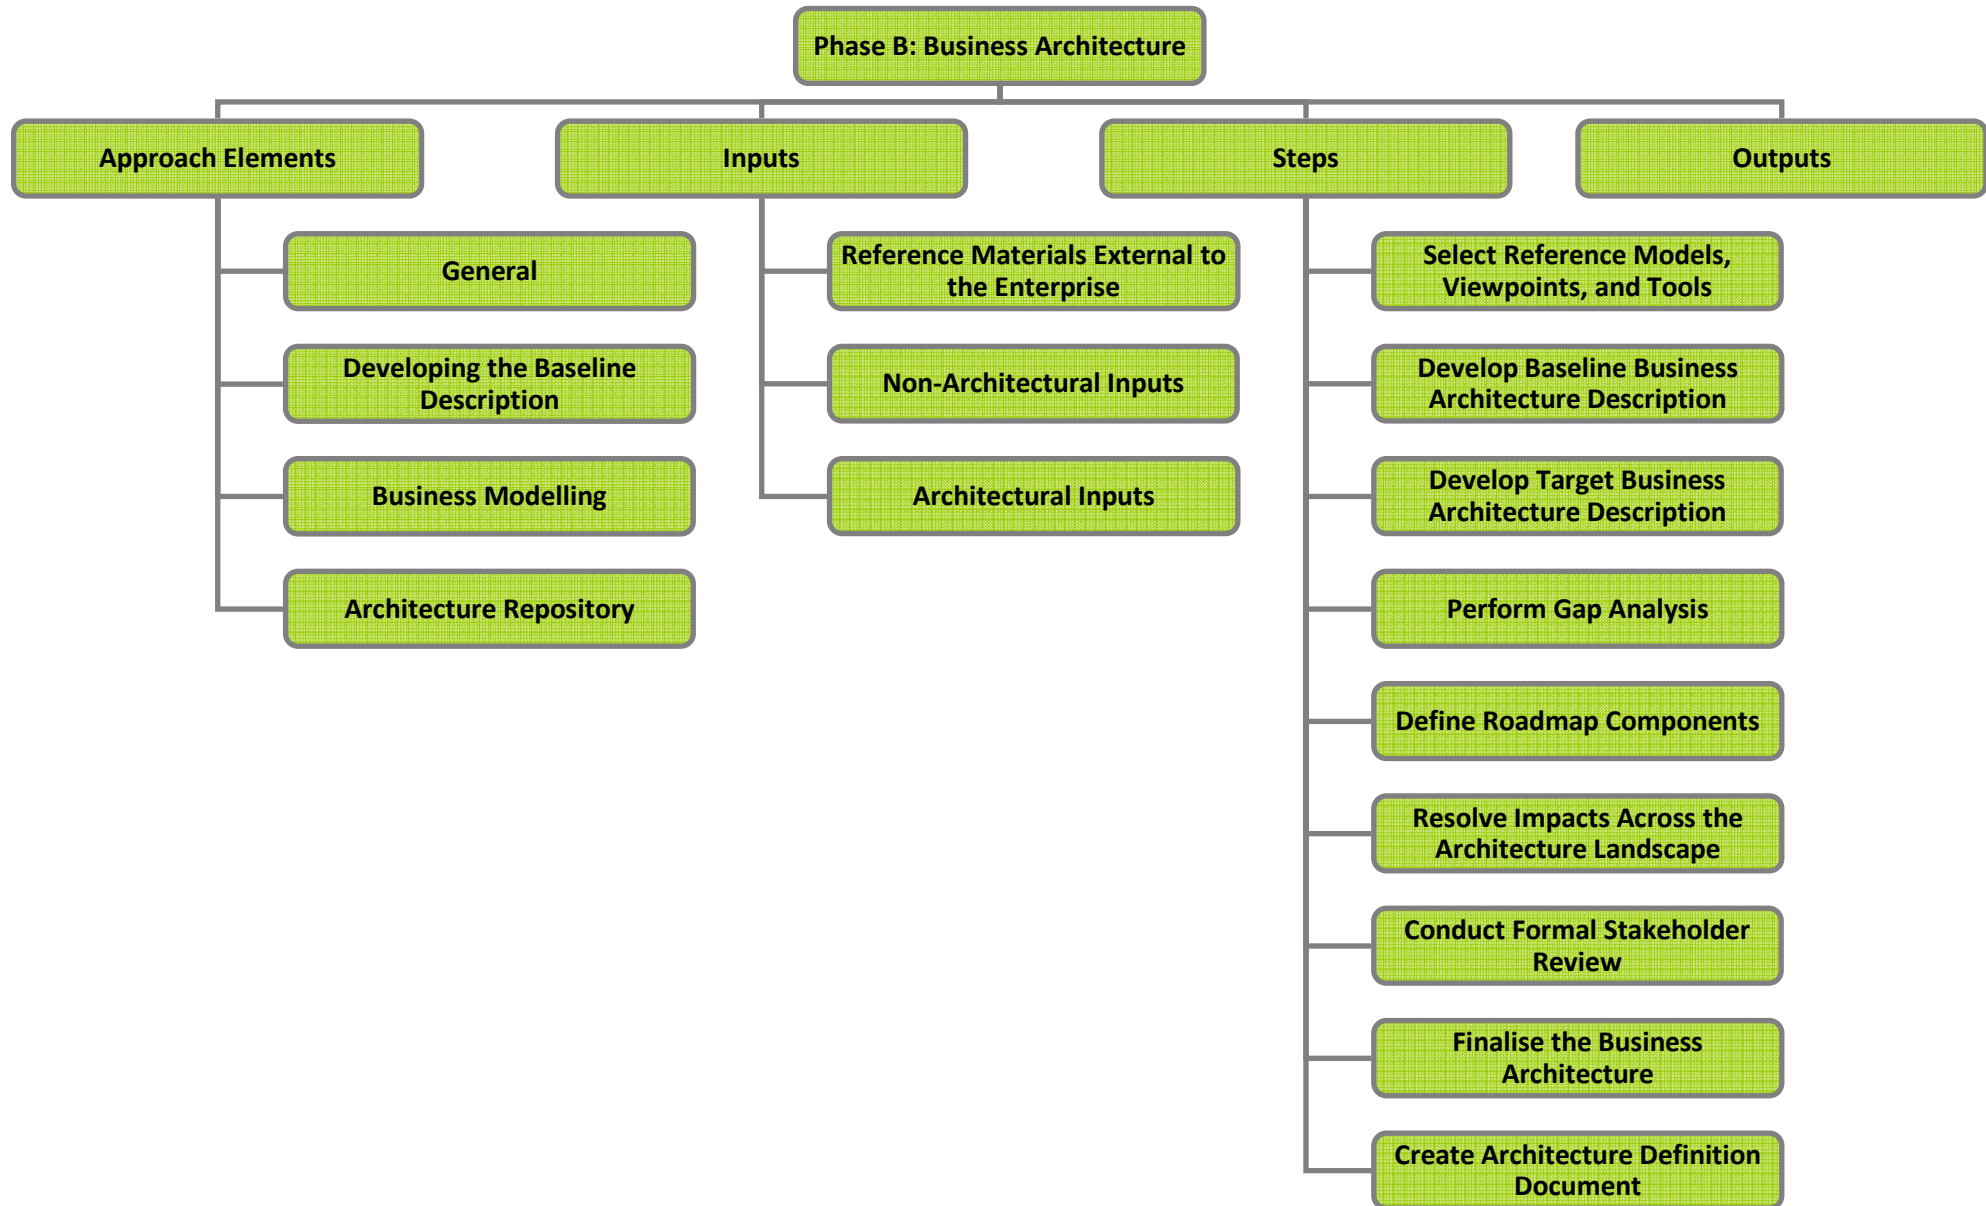 Phase B: Business Architecture
Approach Elements
Inputs
Steps
Outputs
General
Developing the Baseline
Description
Business Modelling
Architecture Repository
Reference Materials External to
the Enterprise
Non-Architectural Inputs
Architectural Inputs
Select Reference Models,
Viewpoints, and Tools
Develop Baseline Business
Architecture Description
Develop Target Business
Architecture Description
Perform Gap Analysis
Define Roadmap Components
Resolve Impacts Across the
Architecture Landscape
Conduct Formal Stakeholder
Review
Finalise the Business
Architecture
Create Architecture Definition
Document